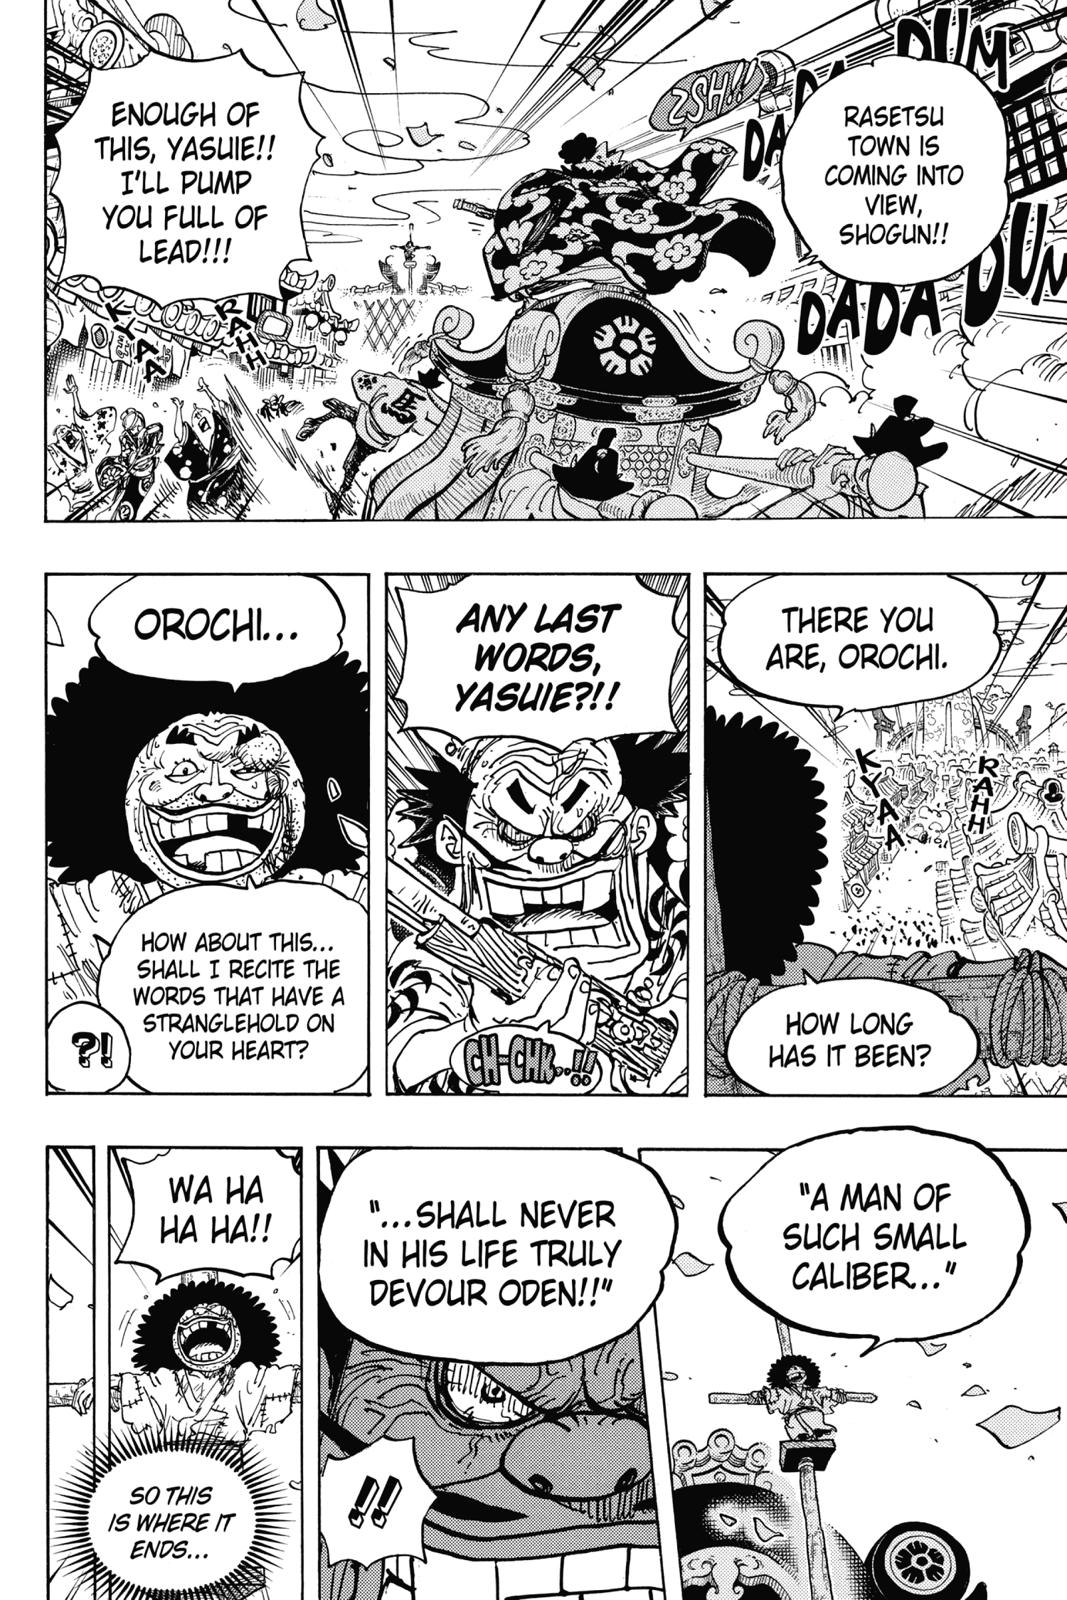 RASETSU
TOWN IS
COMING INTO
VIEW,
SHOGUN!!
DUM
DADA
DADA DUM
ZSH!!
ENOUGH OF
THIS, YASUIE!!
I'LL PUMP
YOU FULL OF
LEAD!!!
RAHH
KYAA
THERE YOU
ARE, OROCHI.
RAHH
KYAA
HOW LONG
HAS IT BEEN?
ANY LAST
WORDS,
YASUIE?!!
CH-CHK..!!
OROCHI...
HOW ABOUT THIS...
SHALL I RECITE THE
WORDS THAT HAVE A
STRANGLEHOLD ON
YOUR HEART?
?!
"A MAN OF
SUCH SMALL
CALIBER..."
"...SHALL NEVER
IN HIS LIFE TRULY
DEVOUR ODEN!!"
!!
WA HA
HA HA!!
SO THIS
IS WHERE IT
ENDS...